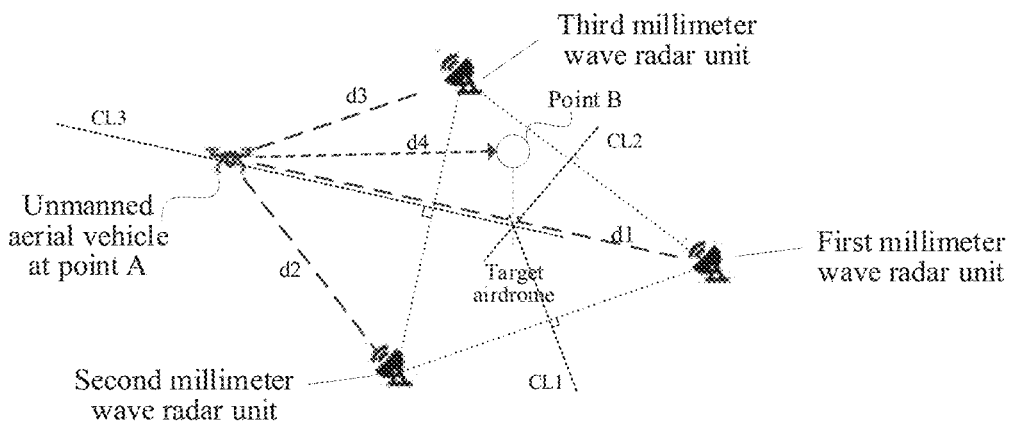 Third millimeter
wave radar unit
Point B
CL3
d3
CL2
d4
Unmanned
aerial vehicle
at point A
d1
First millimeter
wave radar unit
d2
Target
airdrome
Second millimeter
wave radar unit
CL1